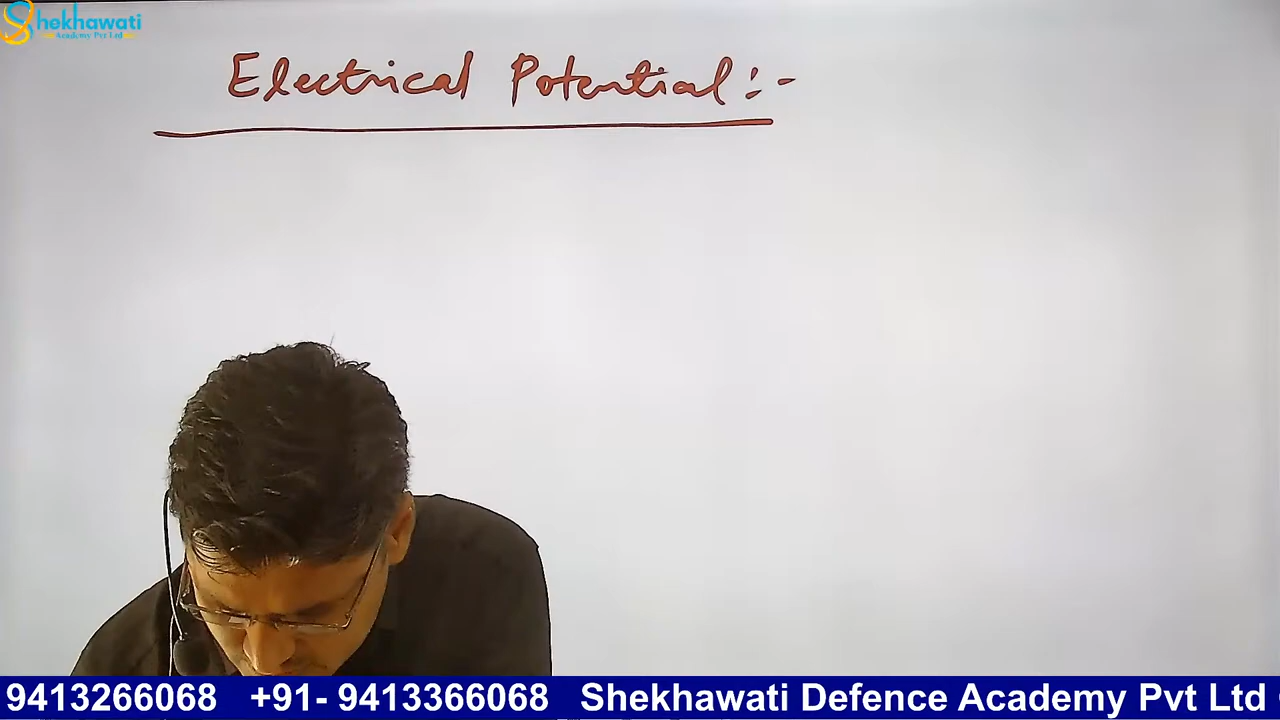 Shekhawati
Academy Pvt Ltd
Electrical Potential :-
9413266068 +91- 9413366068 Shekhawati Defence Academy Pvt Ltd